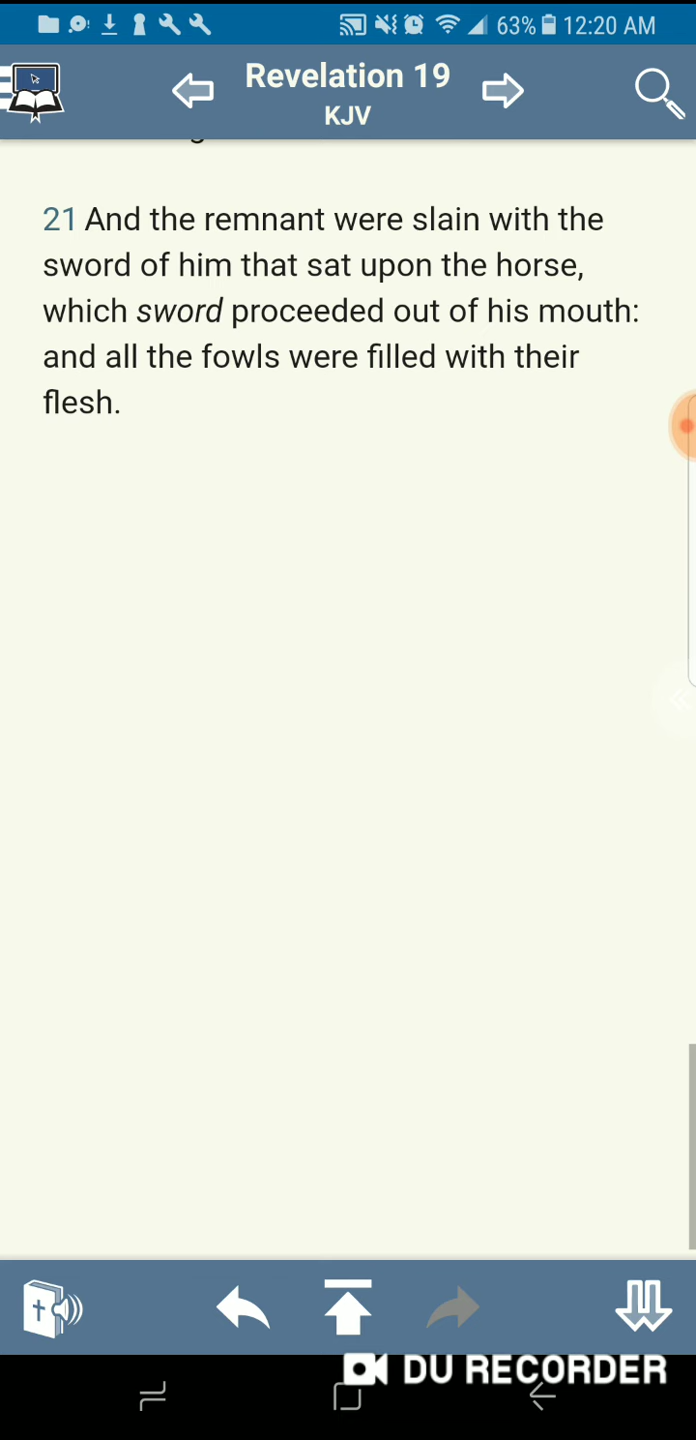 63% 12:20 AM
Revelation 19
KJV
21 And the remnant were slain with the
sword of him that sat upon the horse,
which sword proceeded out of his mouth:
and all the fowls were filled with their
flesh.
DU RECORDER